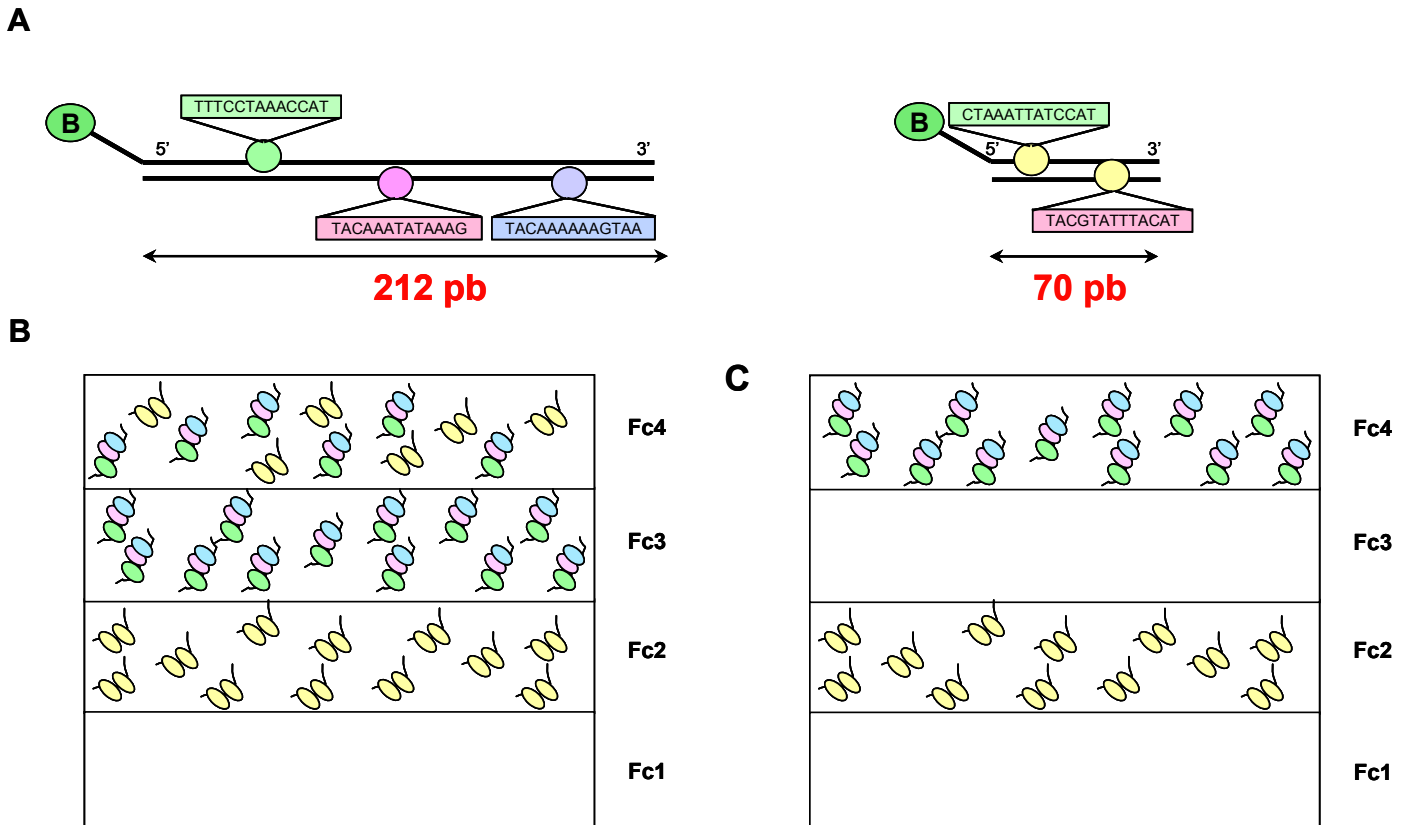 A
TTTCCTAAACCAT
B
5’
3’
TACAAATATAAAG
TACAAAAAAGTAA
212 pb
CTAAATTATCCAT
B
5’
3’
TACGTATTTACAT
70 pb
B
Fc4
Fc3
Fc2
Fc1
C
Fc4
Fc3
Fc2
Fc1